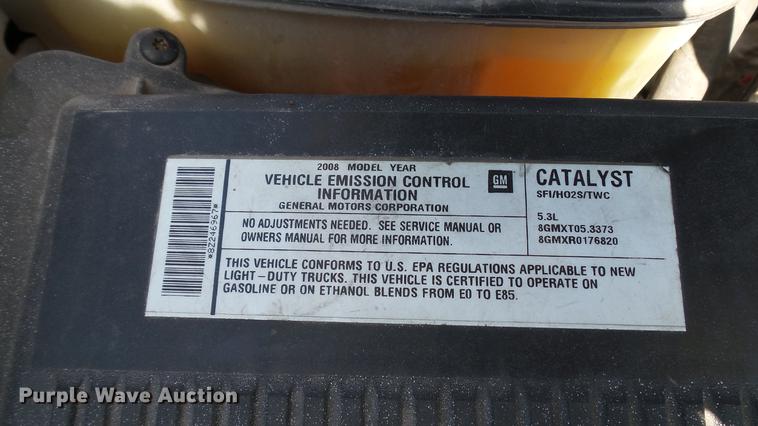 2008 MODEL YEAR
VEHICLE EMISSION CONTROL
INFORMATION
GENERAL MOTORS CORPORATION
GM
CATALYST
SFI/HO2S/TWC
NO ADJUSTMENTS NEEDED. SEE SERVICE MANUAL OR
OWNERS MANUAL FOR MORE INFORMATION.
5.3L
8GMXT05.3373
8GMXR0176820
THIS VEHICLE CONFORMS TO U.S. EPA REGULATIONS APPLICABLE TO NEW
LIGHT-DUTY TRUCKS. THIS VEHICLE IS CERTIFIED TO OPERATE ON
GASOLINE OR ON ETHANOL BLENDS FROM E0 TO E85.
*8Z246967*
Purple Wave Auction